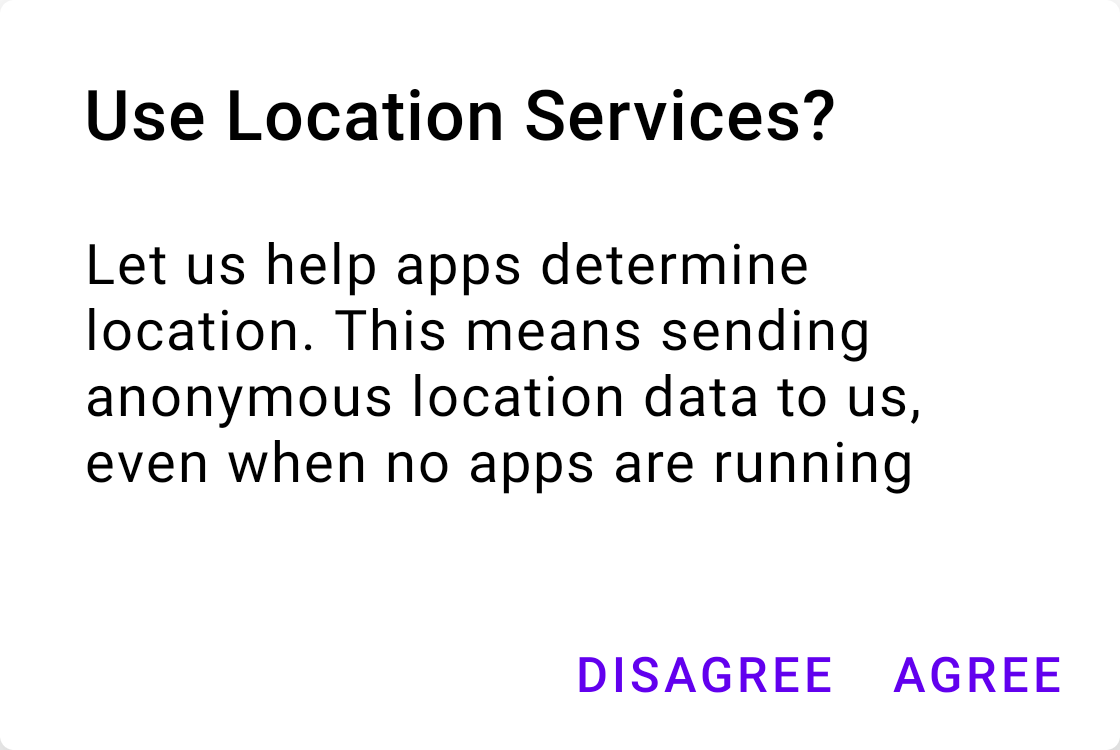 Use Location Services?
Let us help apps determine
location. This means sending
anonymous location data to us,
even when no apps are running
DISAGREE AGREE